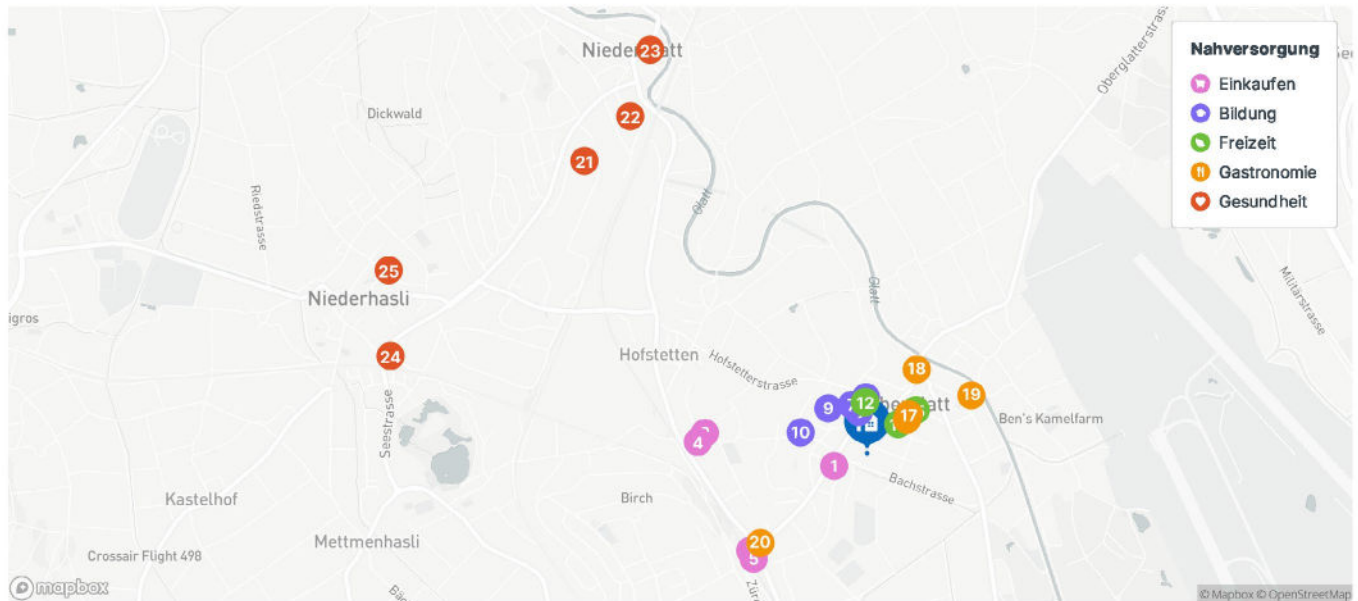 Niederglatt
23
22
21
Dickwald
Riedstrasse
Glatt
Oberglatterstrasse
Nahversorgung
Einkaufen
Bildung
Freizeit
Gastronomie
Gesundheit
Militärstrasse
25
Niederhasli
igros
24
Seestrasse
Hofstetten
Hofstetterstrasse
Glatt
18
19
12
9
17
10
4
1
Ben's Kamelfarm
Bachstrasse
Birch
Kastelhof
Mettmenhasli
Crossair Flight 498
20
5
Zür
Bä
mapbox
© Mapbox © OpenStreetMap